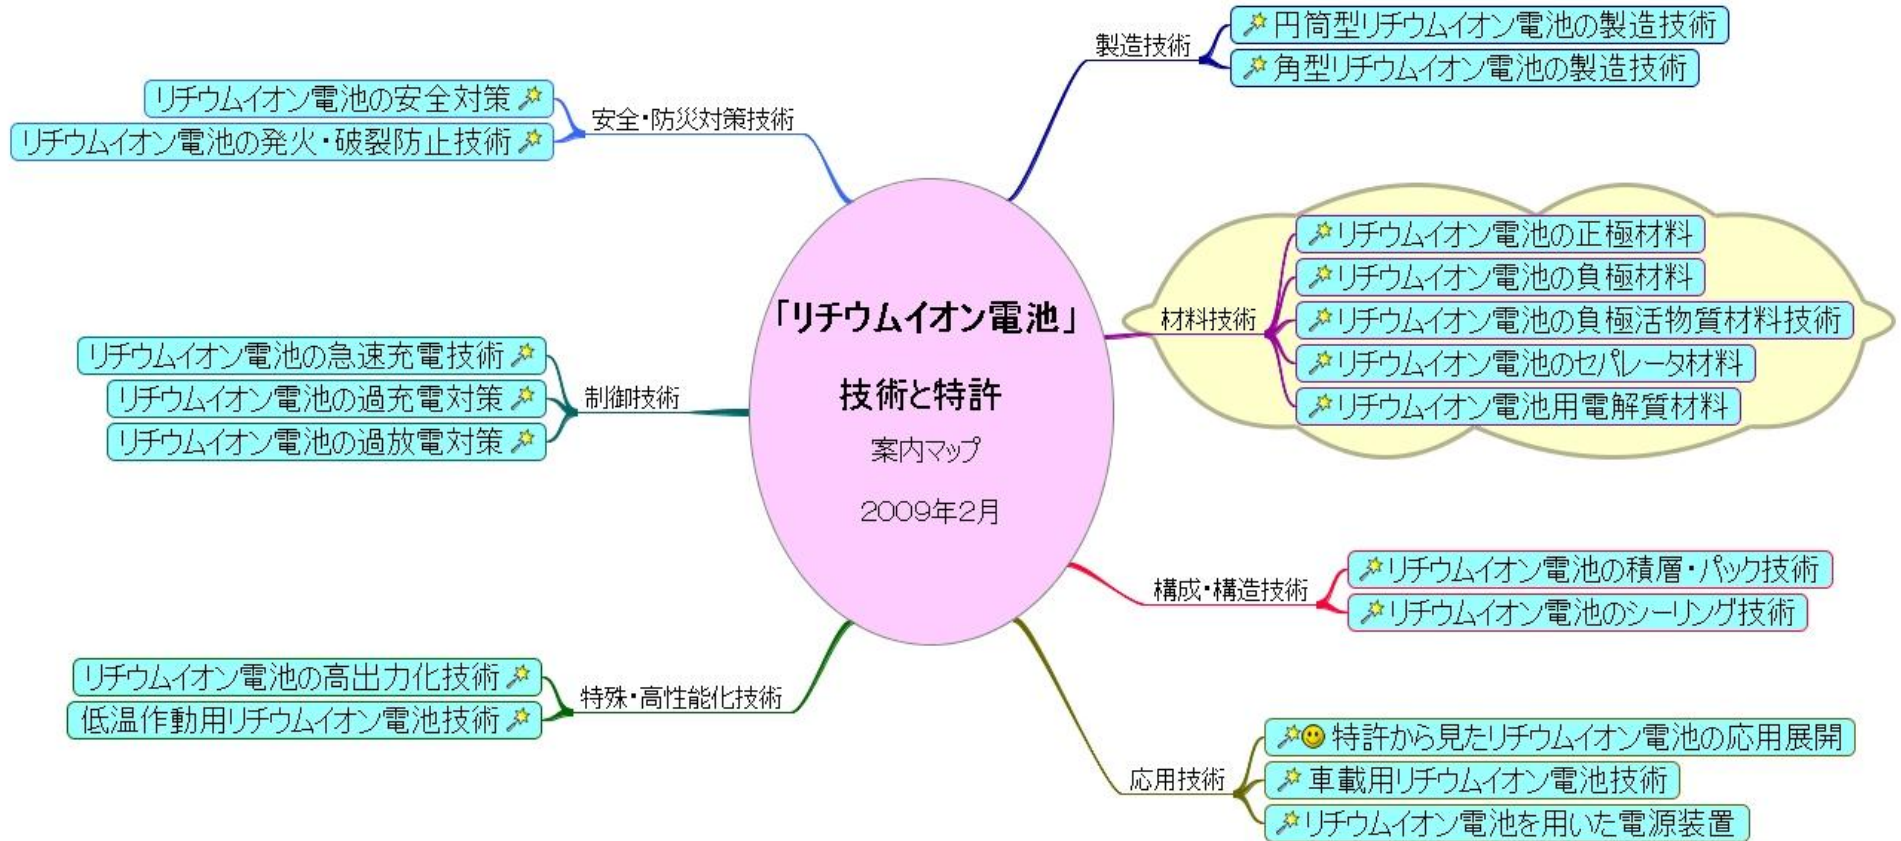 「リチウムイオン電池」
技術と特許
案内マップ
2009年2月
製造技術
円筒型リチウムイオン電池の製造技術
角型リチウムイオン電池の製造技術
材料技術
リチウムイオン電池の正極材料
リチウムイオン電池の負極材料
リチウムイオン電池の負極活物質材料技術
リチウムイオン電池のセパレータ材料
リチウムイオン電池用電解質材料
構成・構造技術
リチウムイオン電池の積層・パック技術
リチウムイオン電池のシーリング技術
応用技術
特許から見たリチウムイオン電池の応用展開
車載用リチウムイオン電池技術
リチウムイオン電池を用いた電源装置
安全・防災対策技術
リチウムイオン電池の安全対策
リチウムイオン電池の発火・破裂防止技術
制御技術
リチウムイオン電池の急速充電技術
リチウムイオン電池の過充電対策
リチウムイオン電池の過放電対策
特殊・高性能化技術
リチウムイオン電池の高出力化技術
低温作動用リチウムイオン電池技術